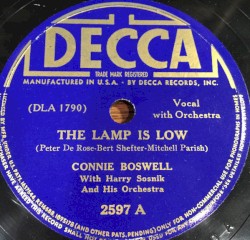 DECCA
TRADE MARK REGISTERED
MANUFACTURED IN U.S.A. BY DECCA RECORDS, INC.
(DLA 1790)
Vocal
with Orchestra
THE LAMP IS LOW
(Peter De Rose-Bert Shefter-Mitchell Parish)
CONNIE BOSWELL
With Harry Sosnik
And His Orchestra
2597 A